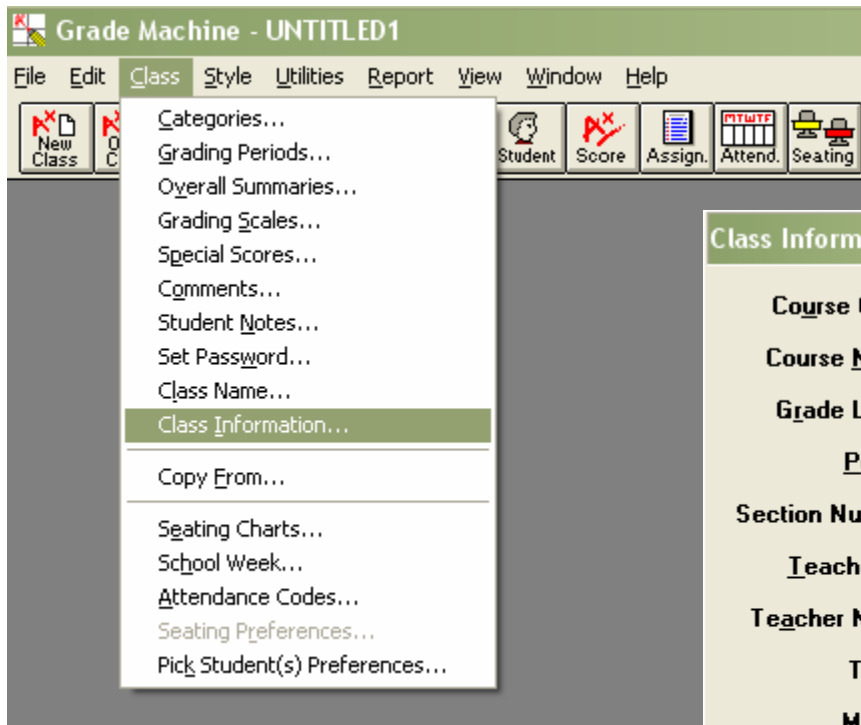 Grade Machine - UNTITLED1
File Edit Class Style Utilities Report View Window Help
New Class
Student
Score
Assign.
MTWTF
Attend.
Seating
Categories...
Grading Periods...
Overall Summaries...
Grading Scales...
Special Scores...
Comments...
Student Notes...
Set Password...
Class Name...
Class Information...
Copy From...
Seating Charts...
School Week...
Attendance Codes...
Seating Preferences...
Pick Student(s) Preferences...
Class Inform
Course
Course N
Grade L
P
Section Nu
Teach
Teacher N
T
M